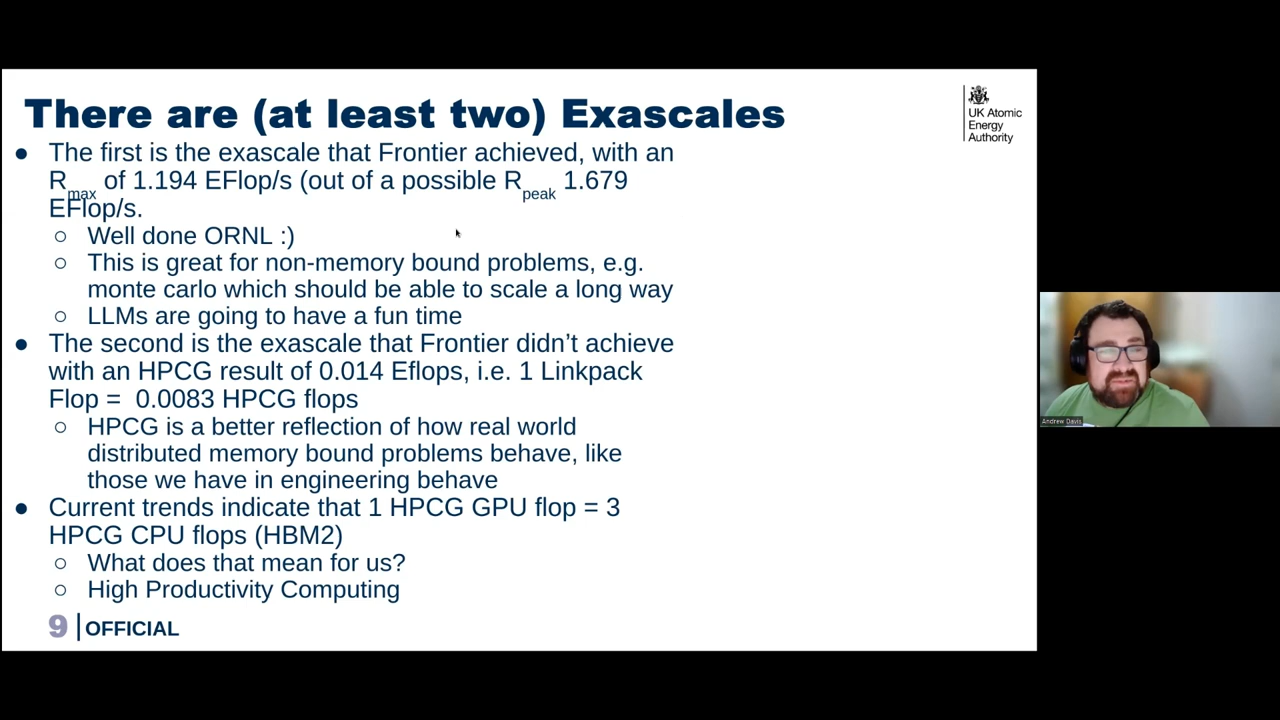 There are (at least two) Exascales
UK Atomic
Energy
Authority
● The first is the exascale that Frontier achieved, with an
Rmax of 1.194 EFlop/s (out of a possible Rpeak 1.679
EFlop/s.
○ Well done ORNL :)
○ This is great for non-memory bound problems, e.g.
monte carlo which should be able to scale a long way
○ LLMs are going to have a fun time
● The second is the exascale that Frontier didn’t achieve
with an HPCG result of 0.014 Eflops, i.e. 1 Linkpack
Flop = 0.0083 HPCG flops
○ HPCG is a better reflection of how real world
distributed memory bound problems behave, like
those we have in engineering behave
● Current trends indicate that 1 HPCG GPU flop = 3
HPCG CPU flops (HBM2)
○ What does that mean for us?
○ High Productivity Computing
9 | OFFICIAL
Andrew Davis